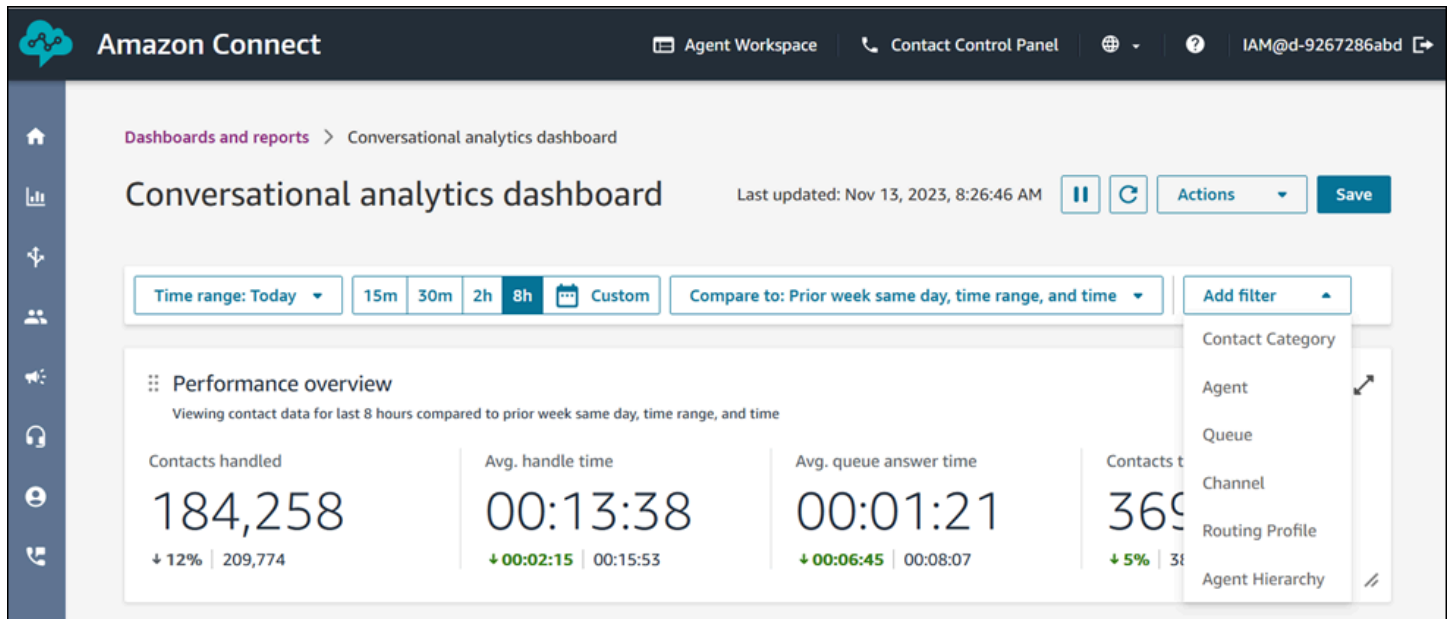 Amazon Connect Agent Workspace Contact Control Panel IAM@d-9267286abd
Dashboards and reports > Conversational analytics dashboard
Conversational analytics dashboard Last updated: Nov 13, 2023, 8:26:46 AM Actions Save
Time range: Today 15m 30m 2h 8h Custom Compare to: Prior week same day, time range, and time Add filter
Contact Category
Agent
Queue
Channel
Routing Profile
Agent Hierarchy
Performance overview
Viewing contact data for last 8 hours compared to prior week same day, time range, and time
Contacts handled Avg. handle time Avg. queue answer time Contacts
184,258 00:13:38 00:01:21
↓12% | 209,774 ↓00:02:15 | 00:15:53 ↓00:06:45 | 00:08:07 ↓5%